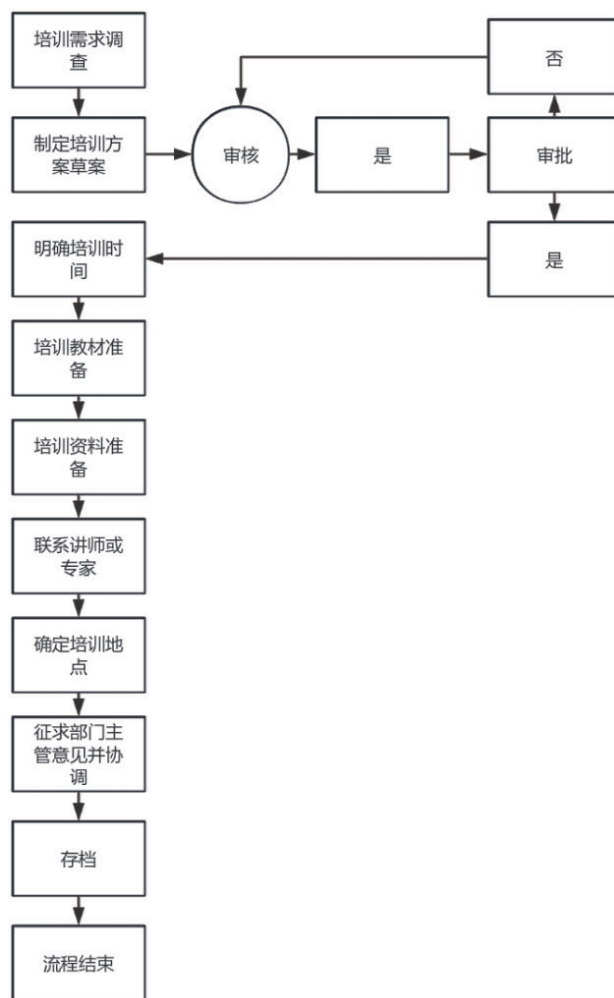 培训需求调
查
否
制定培训方
案草案
审核
是
审批
明确培训时
间
是
培训教材准
备
培训资料准
备
联系讲师或
专家
确定培训地
点
征求部门主
管意见并协
调
存档
流程结束